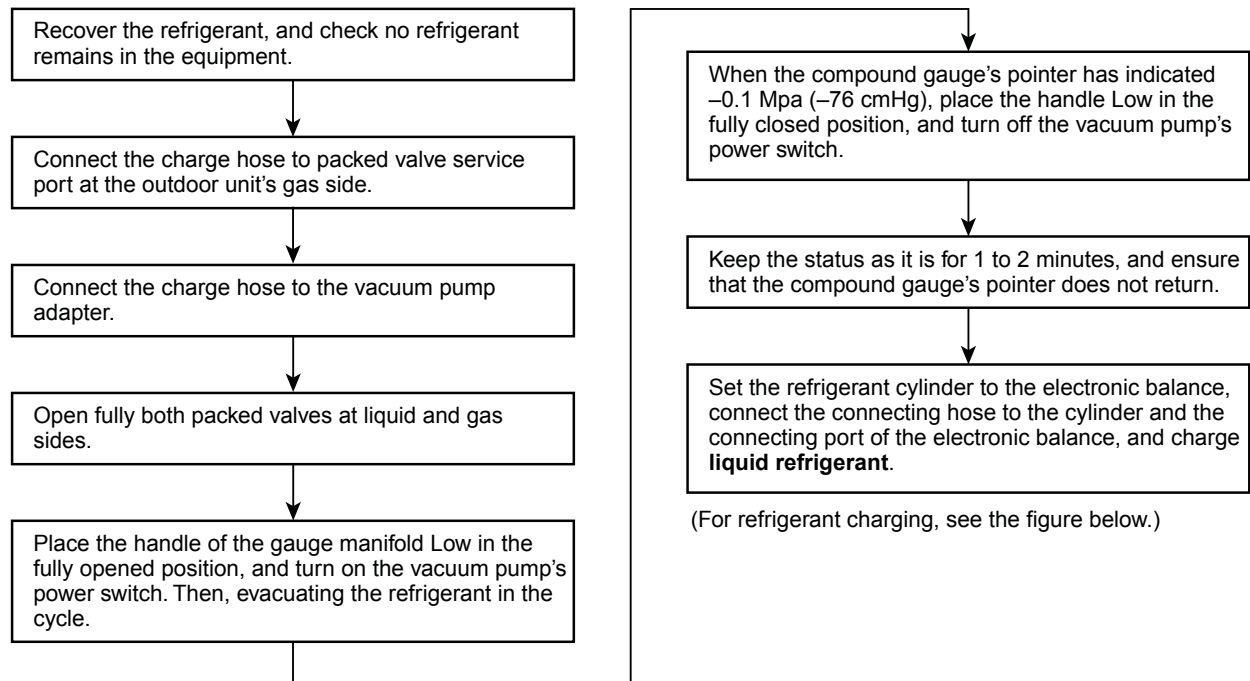 Recover the refrigerant, and check no refrigerant
remains in the equipment.
Connect the charge hose to packed valve service
port at the outdoor unit's gas side.
Connect the charge hose to the vacuum pump
adapter.
Open fully both packed valves at liquid and gas
sides.
Place the handle of the gauge manifold Low in the
fully opened position, and turn on the vacuum pump's
power switch. Then, evacuating the refrigerant in the
cycle.
When the compound gauge's pointer has indicated
–0.1 Mpa (–76 cmHg), place the handle Low in the
fully closed position, and turn off the vacuum pump's
power switch.
Keep the status as it is for 1 to 2 minutes, and ensure
that the compound gauge's pointer does not return.
Set the refrigerant cylinder to the electronic balance,
connect the connecting hose to the cylinder and the
connecting port of the electronic balance, and charge
liquid refrigerant.
(For refrigerant charging, see the figure below.)